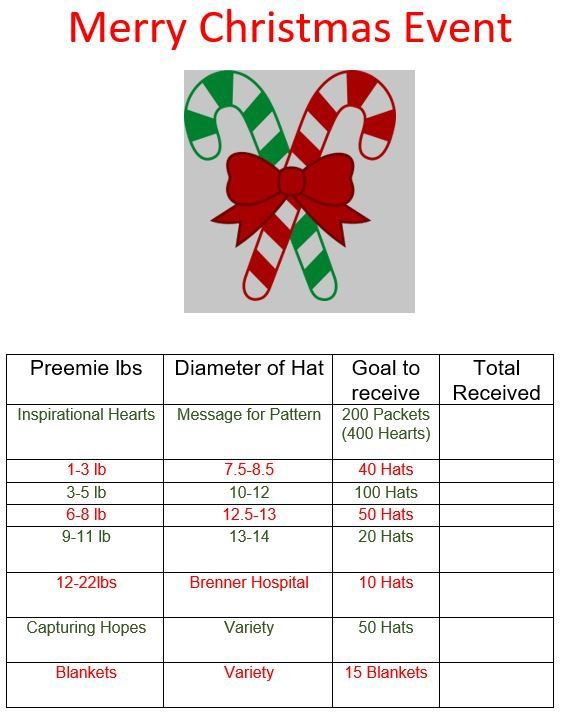 Merry Christmas Event
Preemie lbs Diameter of Hat Goal to receive Total Received
Inspirational Hearts Message for Pattern 200 Packets (400 Hearts)
1-3 lb 7.5-8.5 40 Hats
3-5 lb 10-12 100 Hats
6-8 lb 12.5-13 50 Hats
9-11 lb 13-14 20 Hats
12-22lbs Brenner Hospital 10 Hats
Capturing Hopes Variety 50 Hats
Blankets Variety 15 Blankets